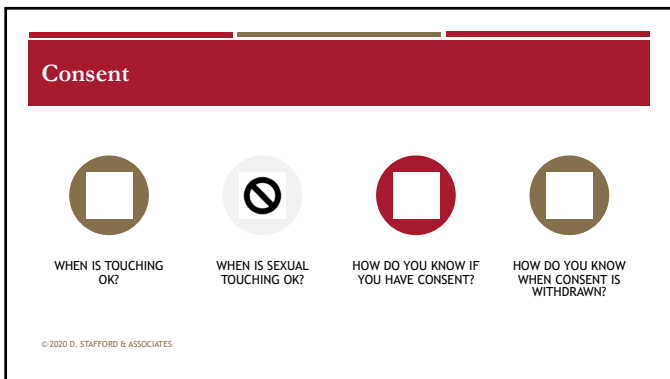 Consent
WHEN IS TOUCHING
OK?
WHEN IS SEXUAL
TOUCHING OK?
HOW DO YOU KNOW IF
YOU HAVE CONSENT?
HOW DO YOU KNOW
WHEN CONSENT IS
WITHDRAWN?
© 2020 D. STAFFORD & ASSOCIATES